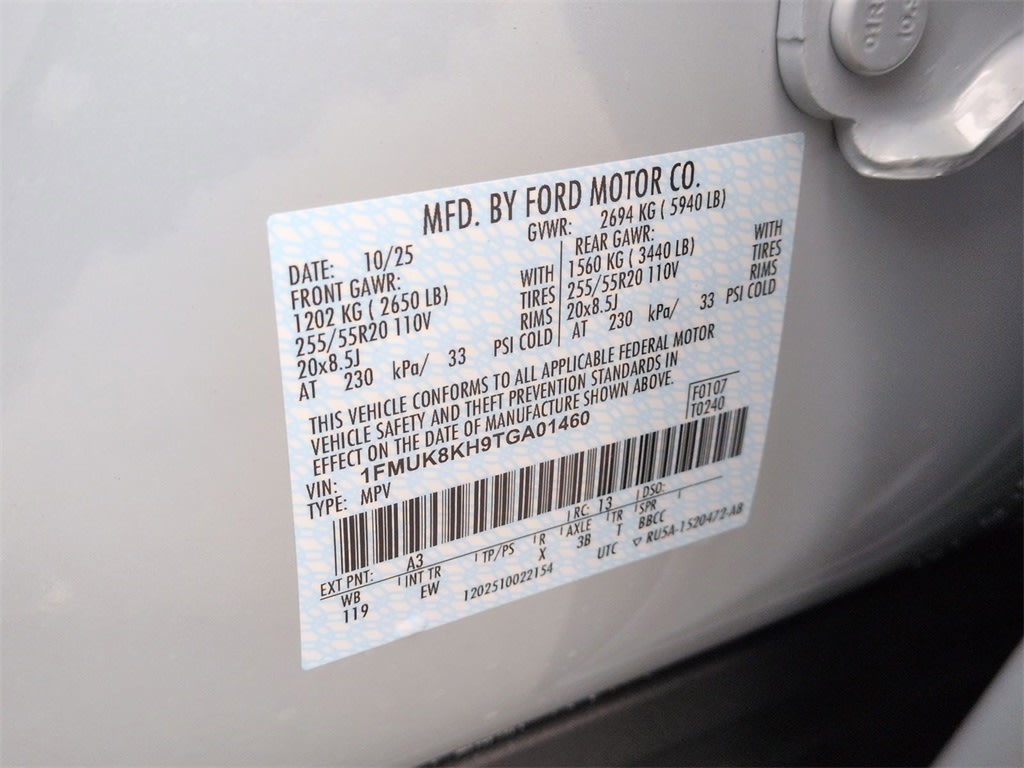 MFD. BY FORD MOTOR CO.
DATE: 10/25
GVWR: 2694 KG ( 5940 LB)
FRONT GAWR:
1202 KG ( 2650 LB) WITH
255/55R20 110V TIRES
20x8.5J RIMS
AT 230 kPa/ 33 PSI COLD
REAR GAWR:
1560 KG ( 3440 LB) WITH
255/55R20 110V TIRES
20x8.5J RIMS
AT 230 kPa/ 33 PSI COLD
THIS VEHICLE CONFORMS TO ALL APPLICABLE FEDERAL MOTOR
VEHICLE SAFETY AND THEFT PREVENTION STANDARDS IN
EFFECT ON THE DATE OF MANUFACTURE SHOWN ABOVE.
F0107
T0240
VIN: 1FMUK8KH9TGA01460
TYPE: MPV
EXT PNT: A3 RC: 13 DSO:
WB INT TR TP/PS R AXLE TR SPR
119 EW X 3B T BBCC
1202510022154 UTC ▽ RU5A-1520472-AB